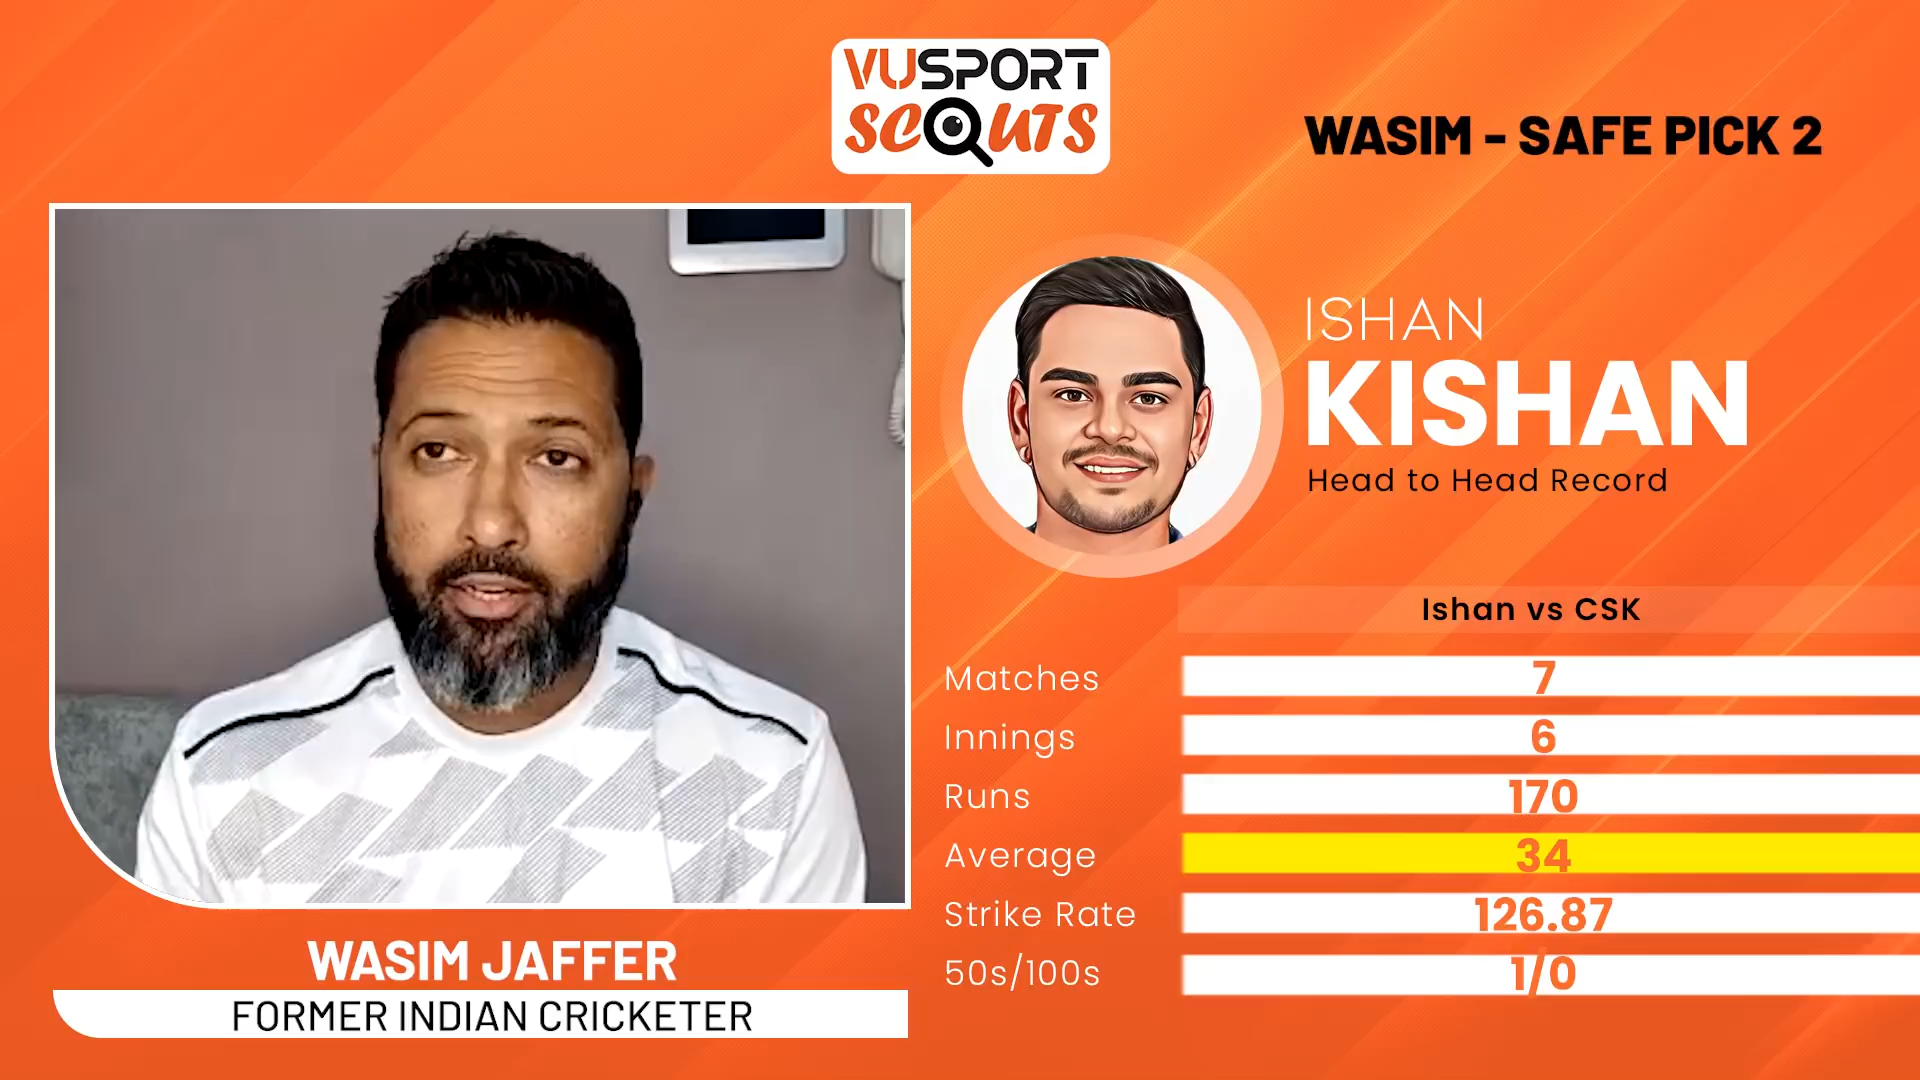 VUSPORT
SCOUTS
WASIM - SAFE PICK 2
ISHAN
KISHAN
Head to Head Record
Ishan vs CSK
Matches 7
Innings 6
Runs 170
Average 34
Strike Rate 126.87
50s/100s 1/0
WASIM JAFFER
FORMER INDIAN CRICKETER